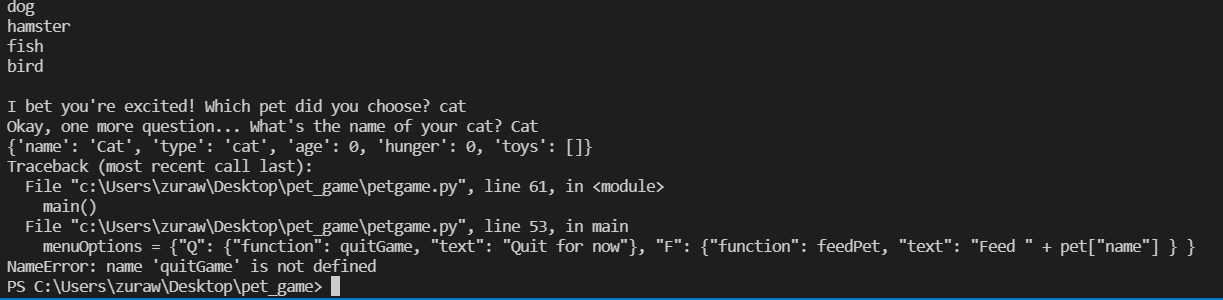 dog
hamster
fish
bird
I bet you're excited! Which pet did you choose? cat
Okay, one more question... What's the name of your cat? Cat
{'name': 'Cat', 'type': 'cat', 'age': 0, 'hunger': 0, 'toys': []}
Traceback (most recent call last):
  File "c:\Users\zuraw\Desktop\pet_game\petgame.py", line 61, in <module>
    main()
  File "c:\Users\zuraw\Desktop\pet_game\petgame.py", line 53, in main
    menuOptions = {"Q": {"function": quitGame, "text": "Quit for now"}, "F": {"function": feedPet, "text": "Feed " + pet["name"] } }
NameError: name 'quitGame' is not defined
PS C:\Users\zuraw\Desktop\pet_game>